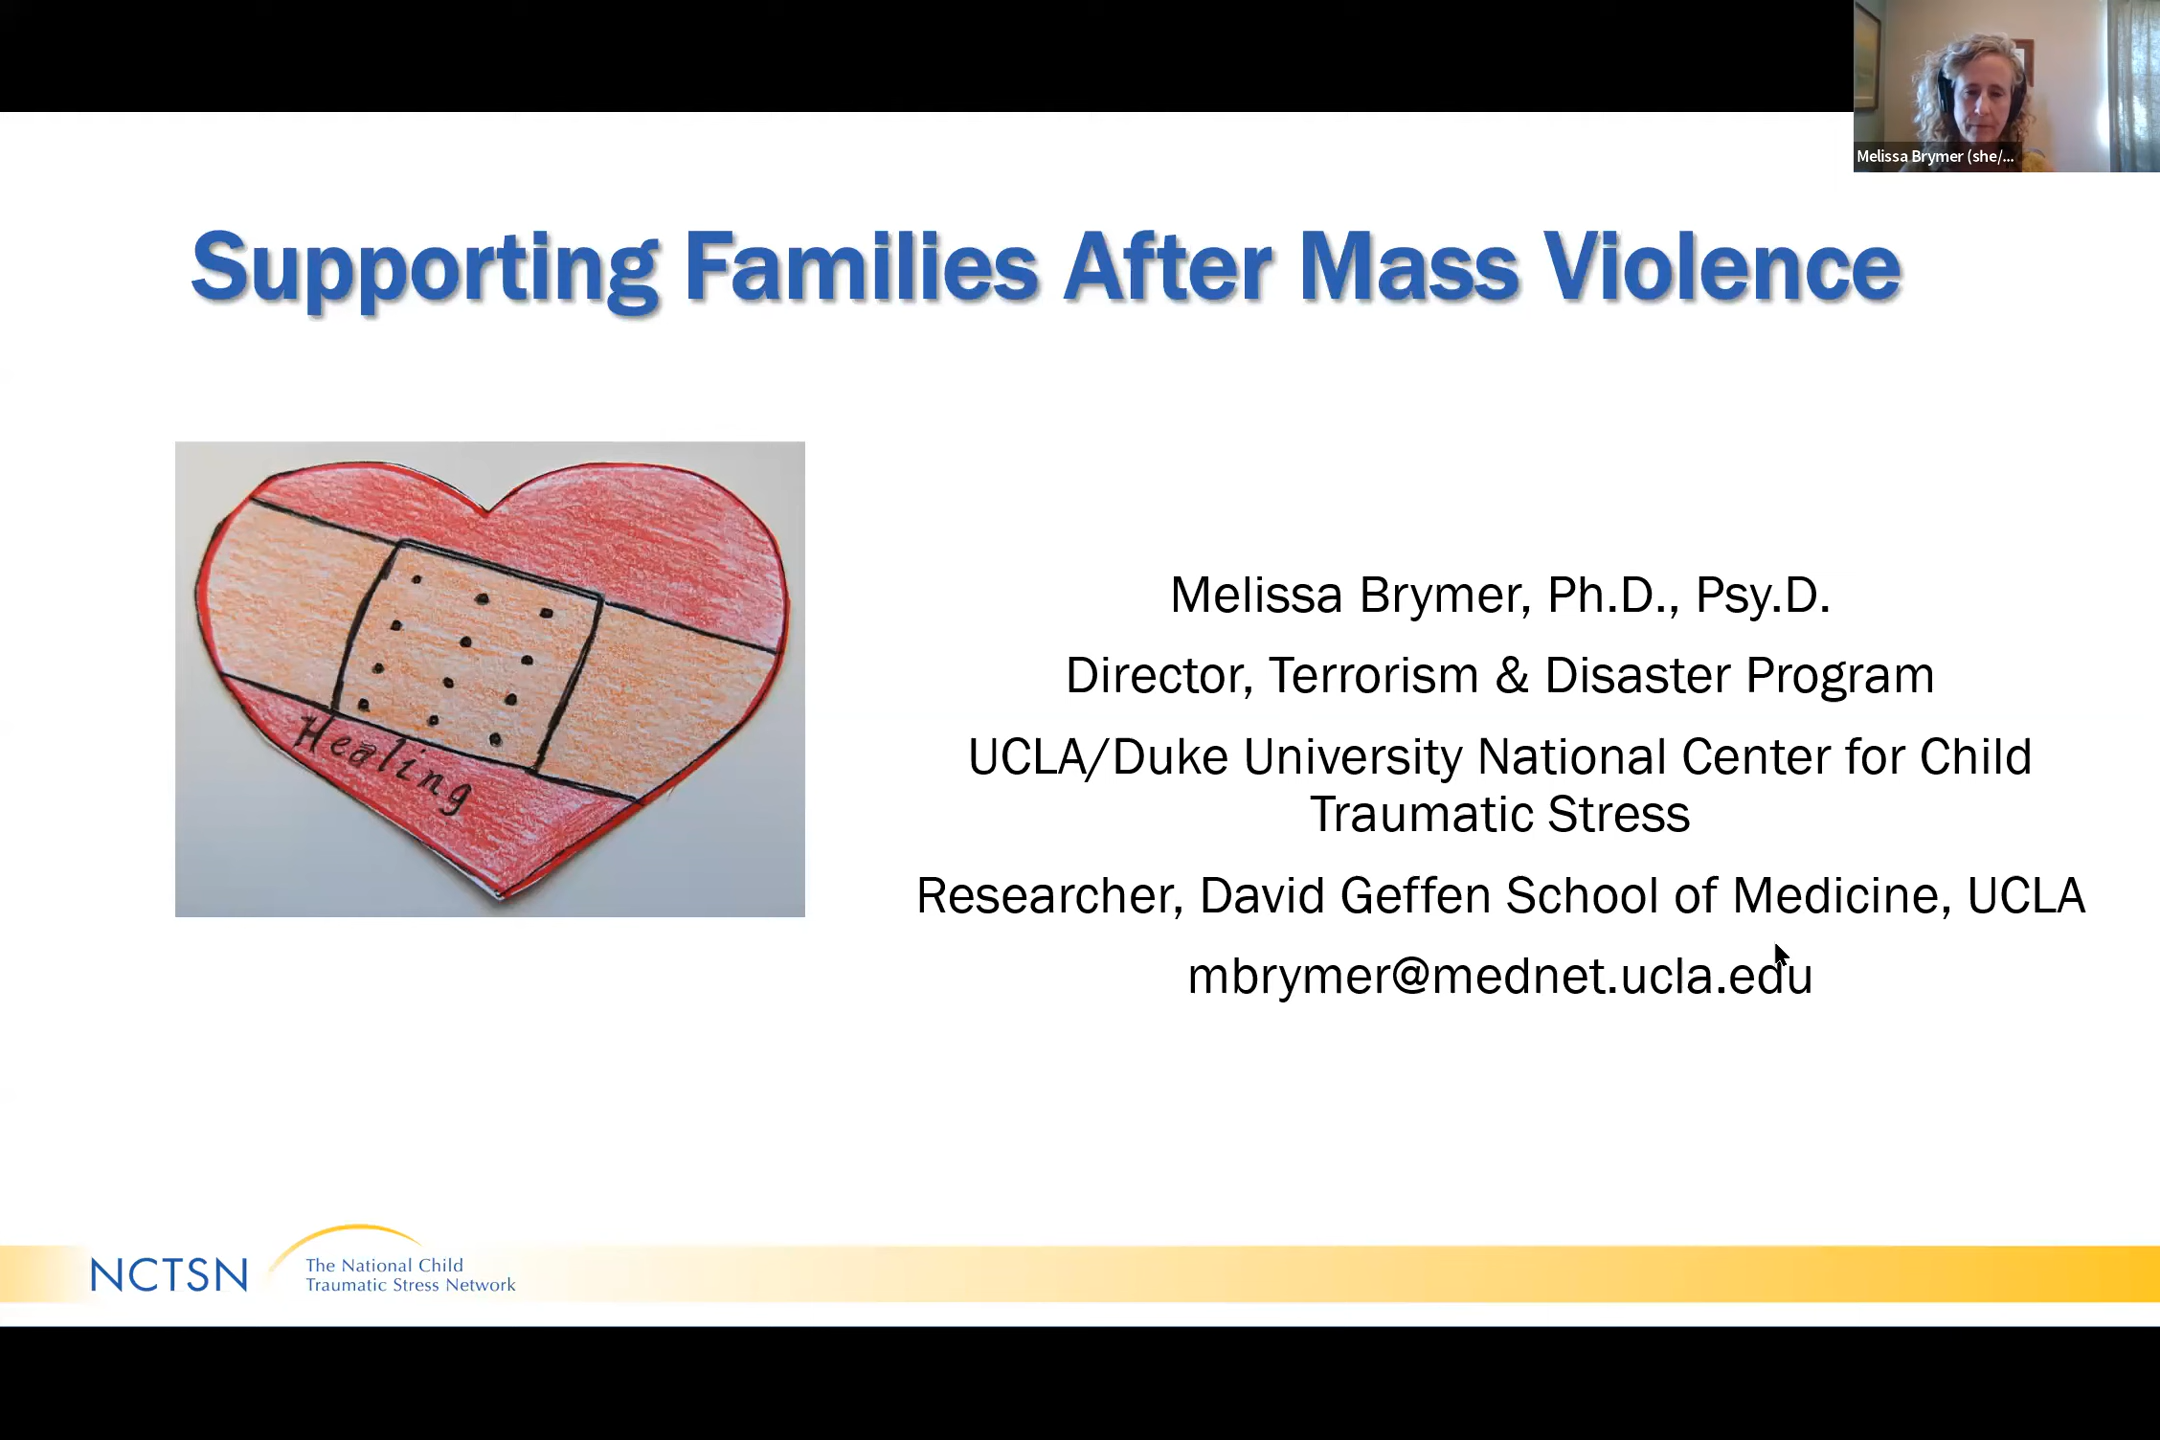 Melissa Brymer (she/...
Supporting Families After Mass Violence
Healing
Melissa Brymer, Ph.D., Psy.D.
Director, Terrorism & Disaster Program
UCLA/Duke University National Center for Child
Traumatic Stress
Researcher, David Geffen School of Medicine, UCLA
mbrymer@mednet.ucla.edu
NCTSN
The National Child
Traumatic Stress Network